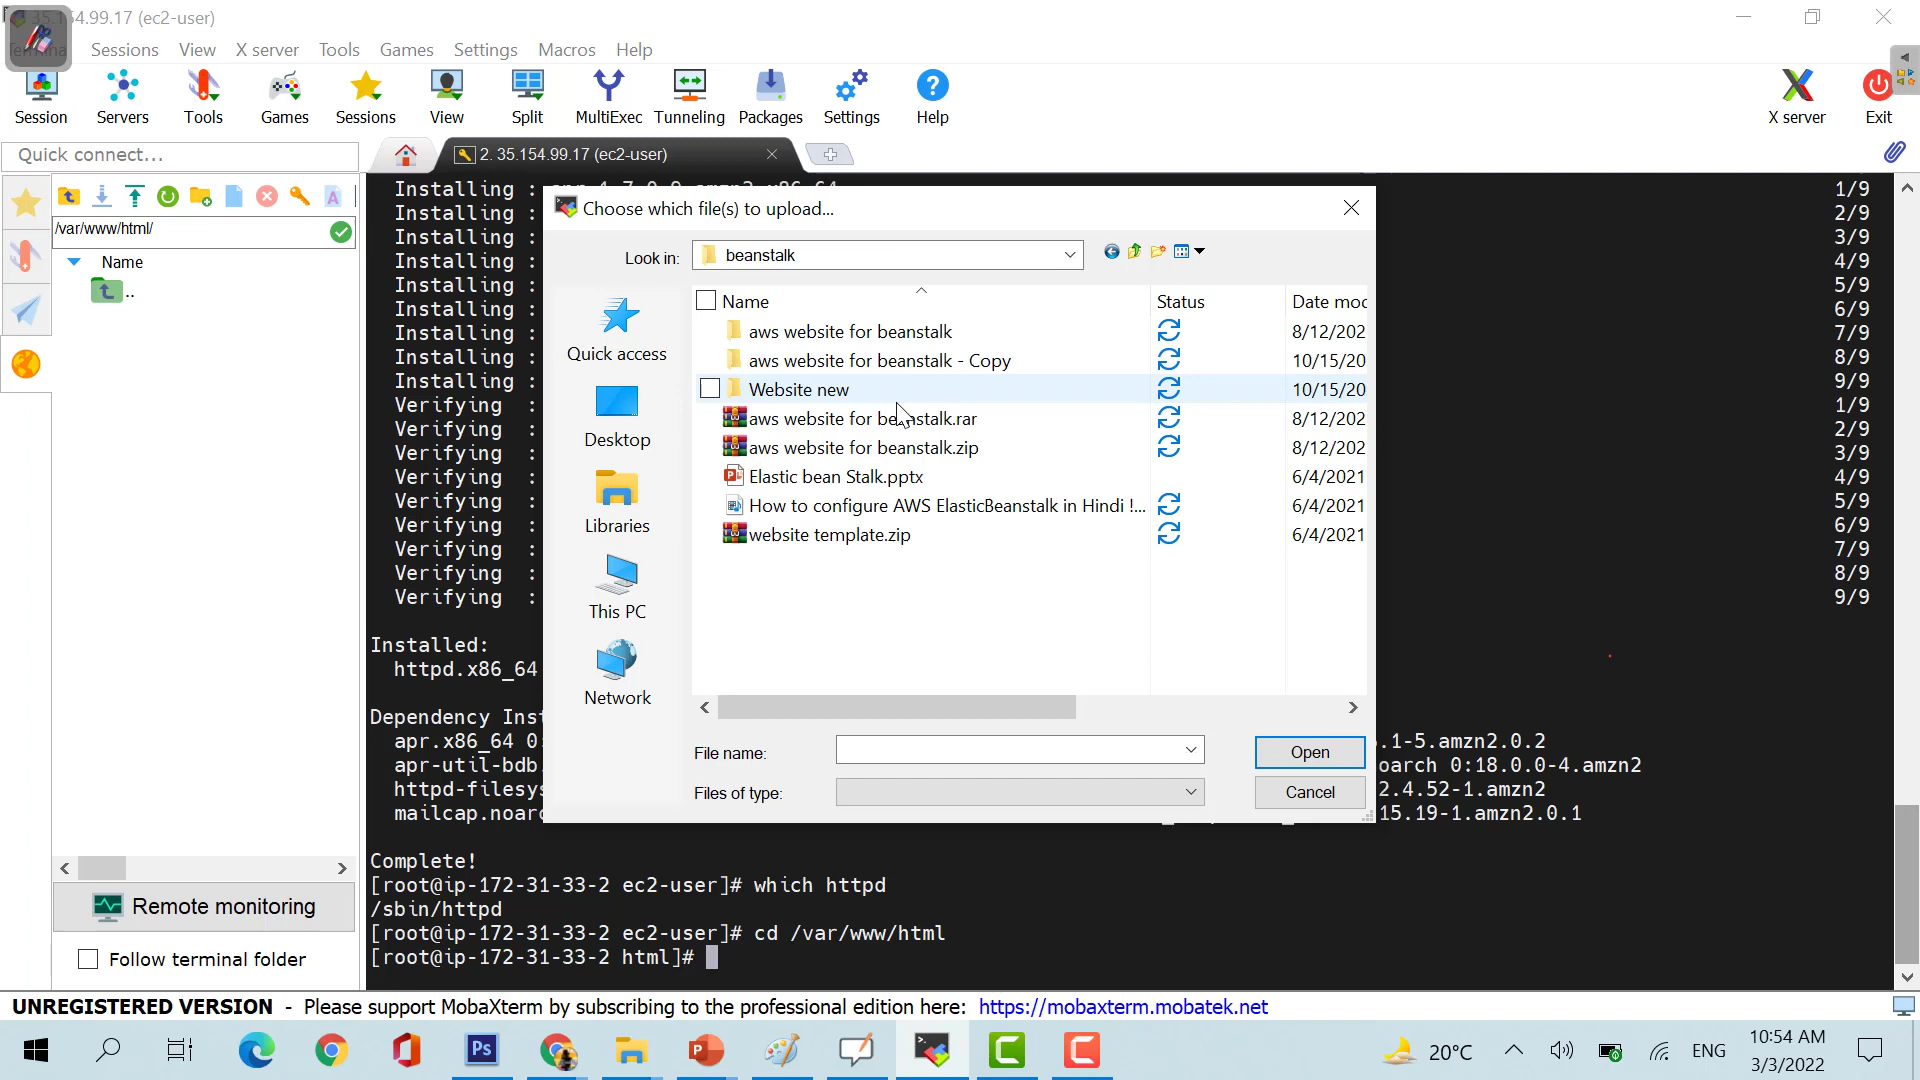 35.154.99.17 (ec2-user)
Terminal Sessions View X server Tools Games Settings Macros Help
Session Servers Tools Games Sessions View Split MultiExec Tunneling Packages Settings Help X server Exit
Quick connect...
2. 35.154.99.17 (ec2-user)
/var/www/html/
Name
..
Remote monitoring
Follow terminal folder
Installing : 1/9
Installing : 2/9
Installing : 3/9
Installing : 4/9
Installing : 5/9
Installing : 6/9
Installing : 7/9
Installing : 8/9
Installing : 9/9
Verifying : 1/9
Verifying : 2/9
Verifying : 3/9
Verifying : 4/9
Verifying : 5/9
Verifying : 6/9
Verifying : 7/9
Verifying : 8/9
Verifying : 9/9
Installed:
httpd.x86_64
Dependency Inst
apr.x86_64 0: .1-5.amzn2.0.2
apr-util-bdb. oarch 0:18.0.0-4.amzn2
httpd-filesys 2.4.52-1.amzn2
mailcap.noarc 15.19-1.amzn2.0.1
Complete!
[root@ip-172-31-33-2 ec2-user]# which httpd
/sbin/httpd
[root@ip-172-31-33-2 ec2-user]# cd /var/www/html
[root@ip-172-31-33-2 html]#
Choose which file(s) to upload...
Look in: beanstalk
Quick access
Desktop
Libraries
This PC
Network
Name Status Date mod
aws website for beanstalk 8/12/202
aws website for beanstalk - Copy 10/15/20
Website new 10/15/20
aws website for beanstalk.rar 8/12/202
aws website for beanstalk.zip 8/12/202
Elastic bean Stalk.pptx 6/4/2021
How to configure AWS ElasticBeanstalk in Hindi !... 6/4/2021
website template.zip 6/4/2021
File name: Open
Files of type: Cancel
UNREGISTERED VERSION - Please support MobaXterm by subscribing to the professional edition here: https://mobaxterm.mobatek.net
Ps
20°C
ENG
10:54 AM
3/3/2022